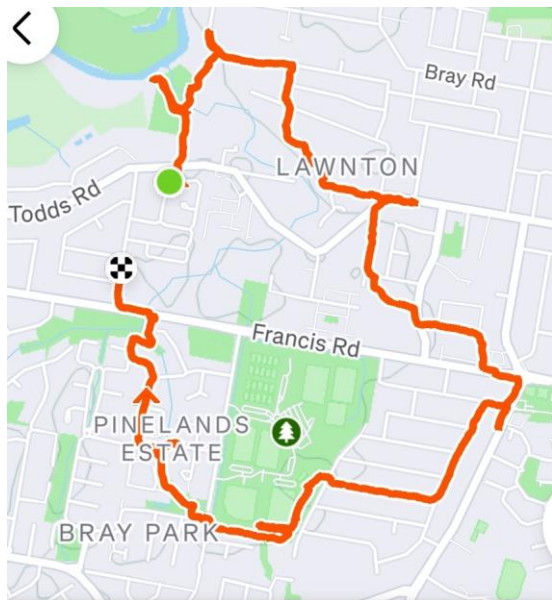 Bray Rd
LAWNTON
Todds Rd
Francis Rd
PINELANDS
ESTATE
BRAY PARK